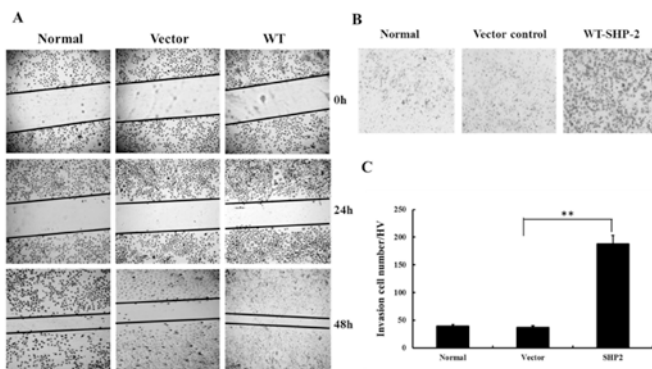 A
Normal Vector WT
0h
24h
48h
B
Normal Vector control WT-SHP-2
C
Invasion cell number/HV
250
200
150
100
50
0
**
Normal Vector SHP2